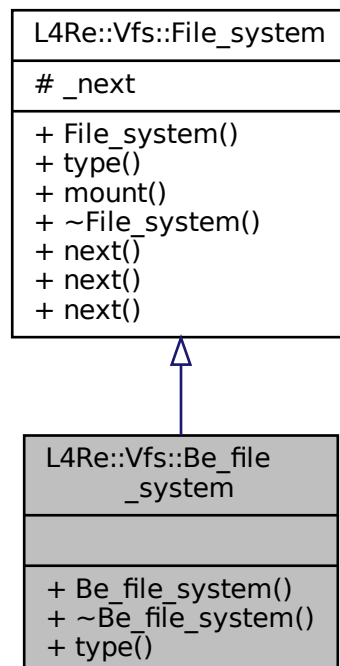 L4Re::Vfs::File_system
# _next
+ File_system()
+ type()
+ mount()
+ ~File_system()
+ next()
+ next()
+ next()
L4Re::Vfs::Be_file
_system
+ Be_file_system()
+ ~Be_file_system()
+ type()